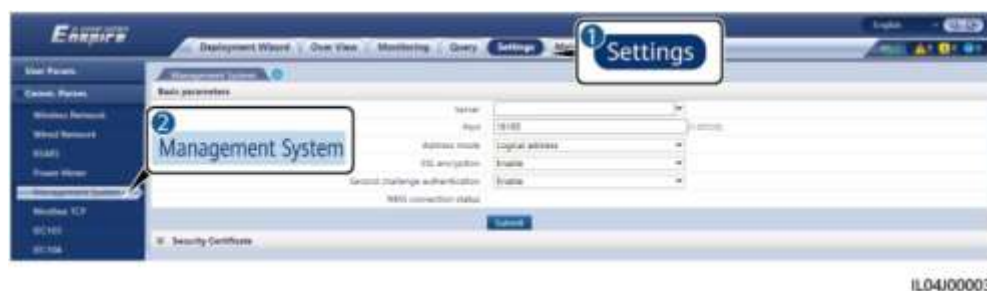 Enspire
English
Deployment Wizard
Over View
Monitoring
Query
Settings
1
Settings
User Param.
Management System
Comm. Param.
Basic parameters
Wireless Network
Server
Wired Network
2
Management System
Port
RS485
Address mode
Logical address
Power Meter
SSL encryption
Enable
Second challenge authentication
Enable
Management System
NMS connection status
Modbus TCP
IEC103
Submit
IEC104
Security Certificate
IL04J00003